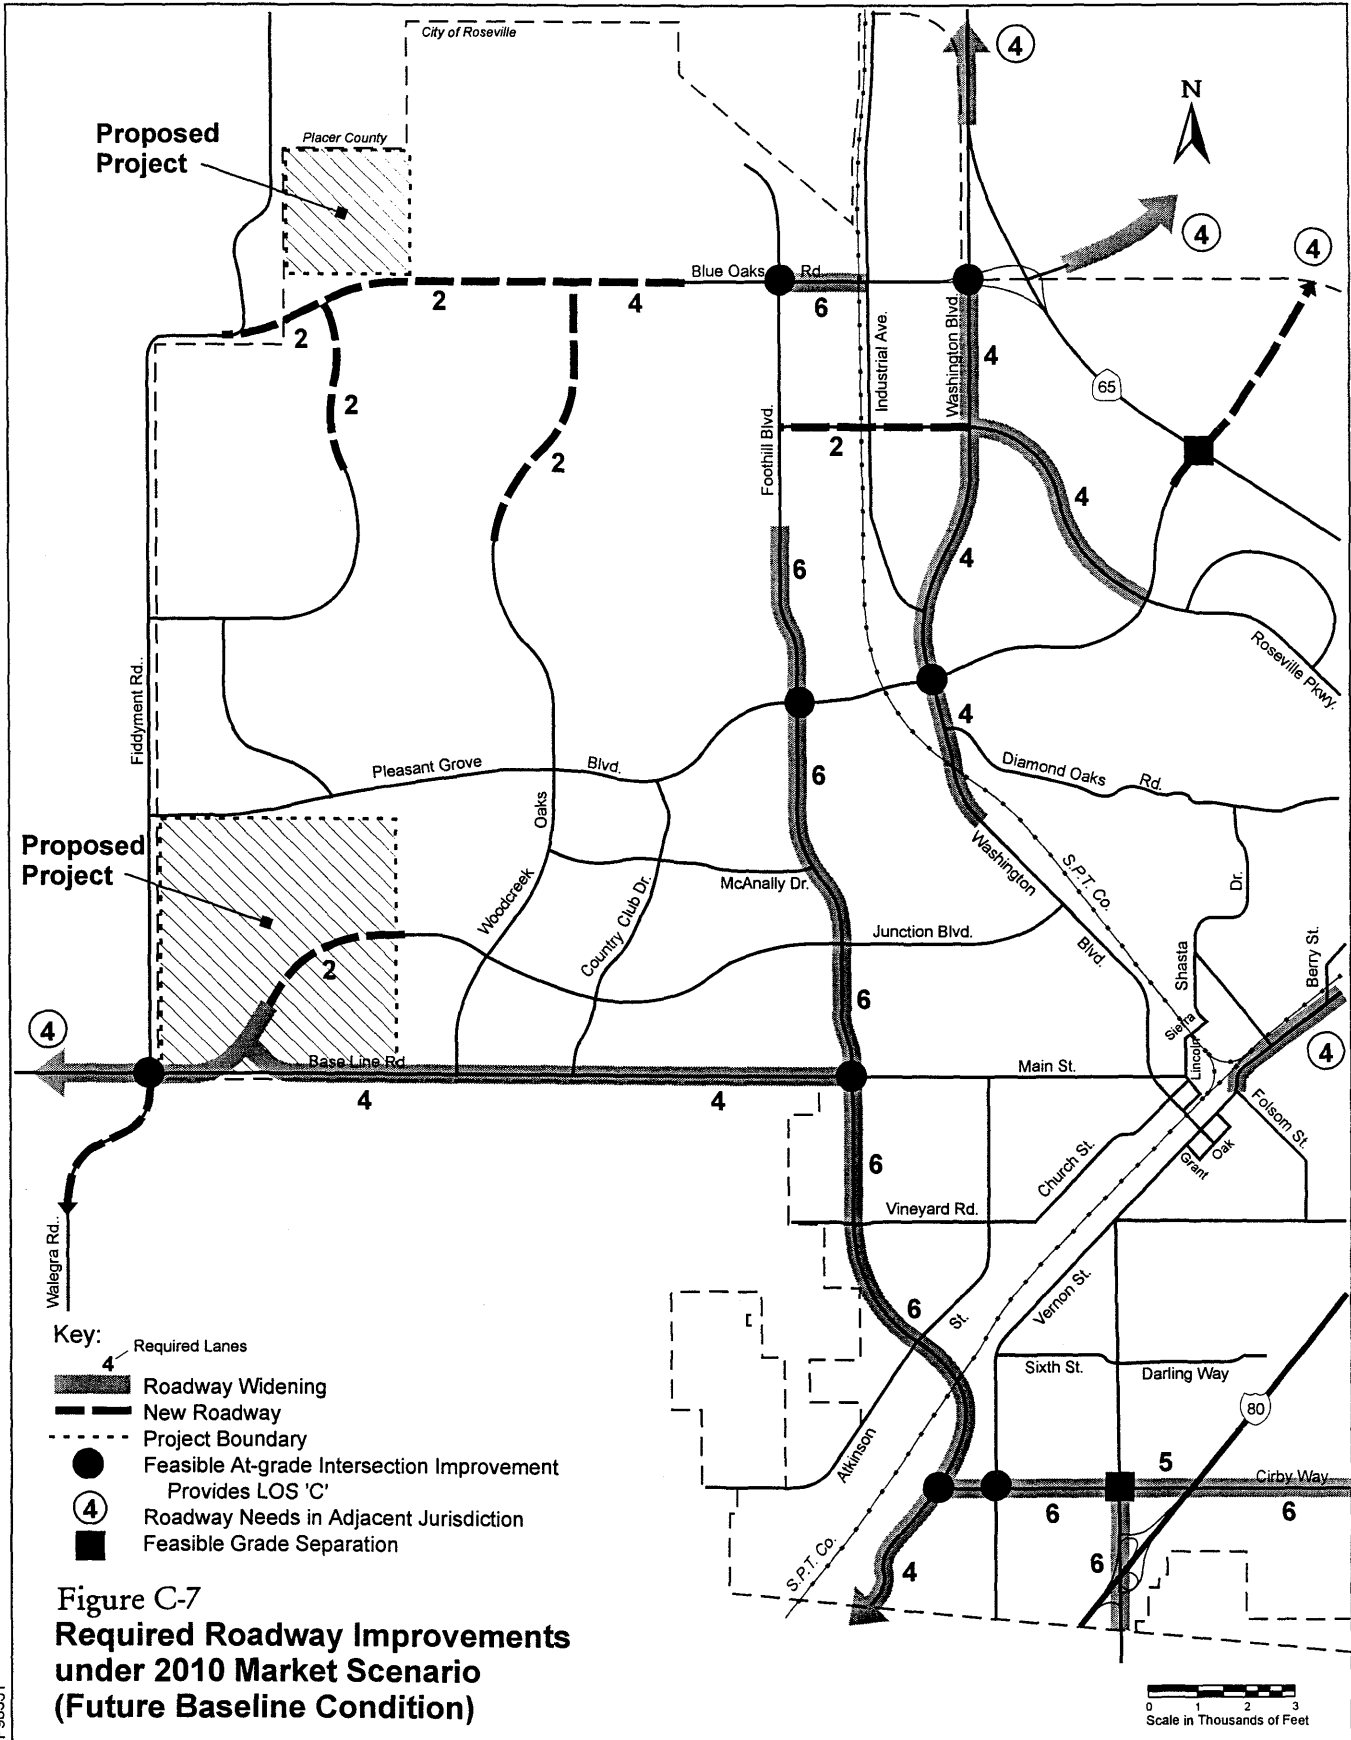 City of Roseville
4
N
Proposed
Project
Placer County
4
4
Blue Oaks Rd.
2
4
6
2
Industrial Ave.
Washington Blvd.
4
65
2
Foothill Blvd.
2
2
4
6
4
Roseville Pkwy.
Fiddyment Rd..
4
Pleasant Grove Blvd.
6
Diamond Oaks Rd.
Oaks
Proposed
Project
Washington
S.P.T. Co.
McAnally Dr.
Dr.
Woodcreek
Country Club Dr.
Junction Blvd.
Blvd.
Shasta
Berry St.
2
6
Sierra
4
4
Base Line Rd
Main St.
Lincoln
4
4
Folsom St.
Church St.
Grant
Oak
6
Vineyard Rd.
Walegra Rd..
Vernon St.
6
St.
Key:
4 Required Lanes
Roadway Widening
New Roadway
Project Boundary
Feasible At-grade Intersection Improvement
Provides LOS 'C'
4 Roadway Needs in Adjacent Jurisdiction
Feasible Grade Separation
Sixth St.
Darling Way
80
Atkinson
5
Cirby Way
6
6
S.P.T. Co.
4
6
Figure C-7
Required Roadway Improvements
under 2010 Market Scenario
(Future Baseline Condition)
0 1 2 3
Scale in Thousands of Feet